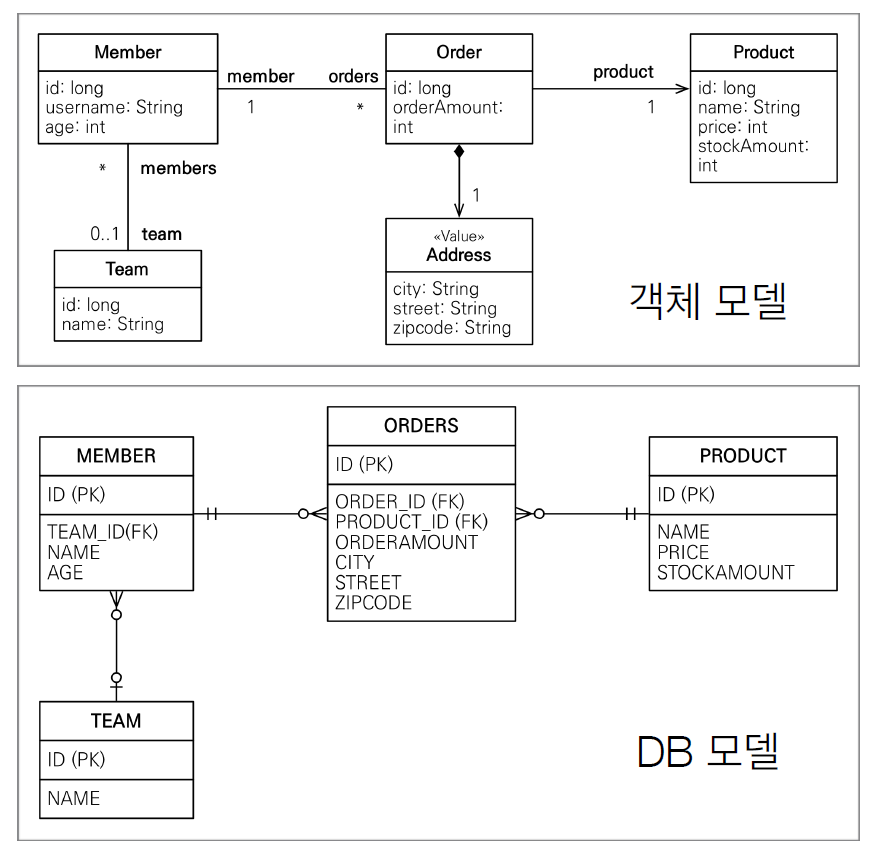 Member
id: long
username: String
age: int
member
1
orders
*
Order
id: long
orderAmount:
int
product
1
Product
id: long
name: String
price: int
stockAmount:
int
*
members
0..1
team
Team
id: long
name: String
1
«Value»
Address
city: String
street: String
zipcode: String
객체 모델
MEMBER
ID (PK)
TEAM_ID(FK)
NAME
AGE
ORDERS
ID (PK)
ORDER_ID (FK)
PRODUCT_ID (FK)
ORDERAMOUNT
CITY
STREET
ZIPCODE
PRODUCT
ID (PK)
NAME
PRICE
STOCKAMOUNT
TEAM
ID (PK)
NAME
DB 모델